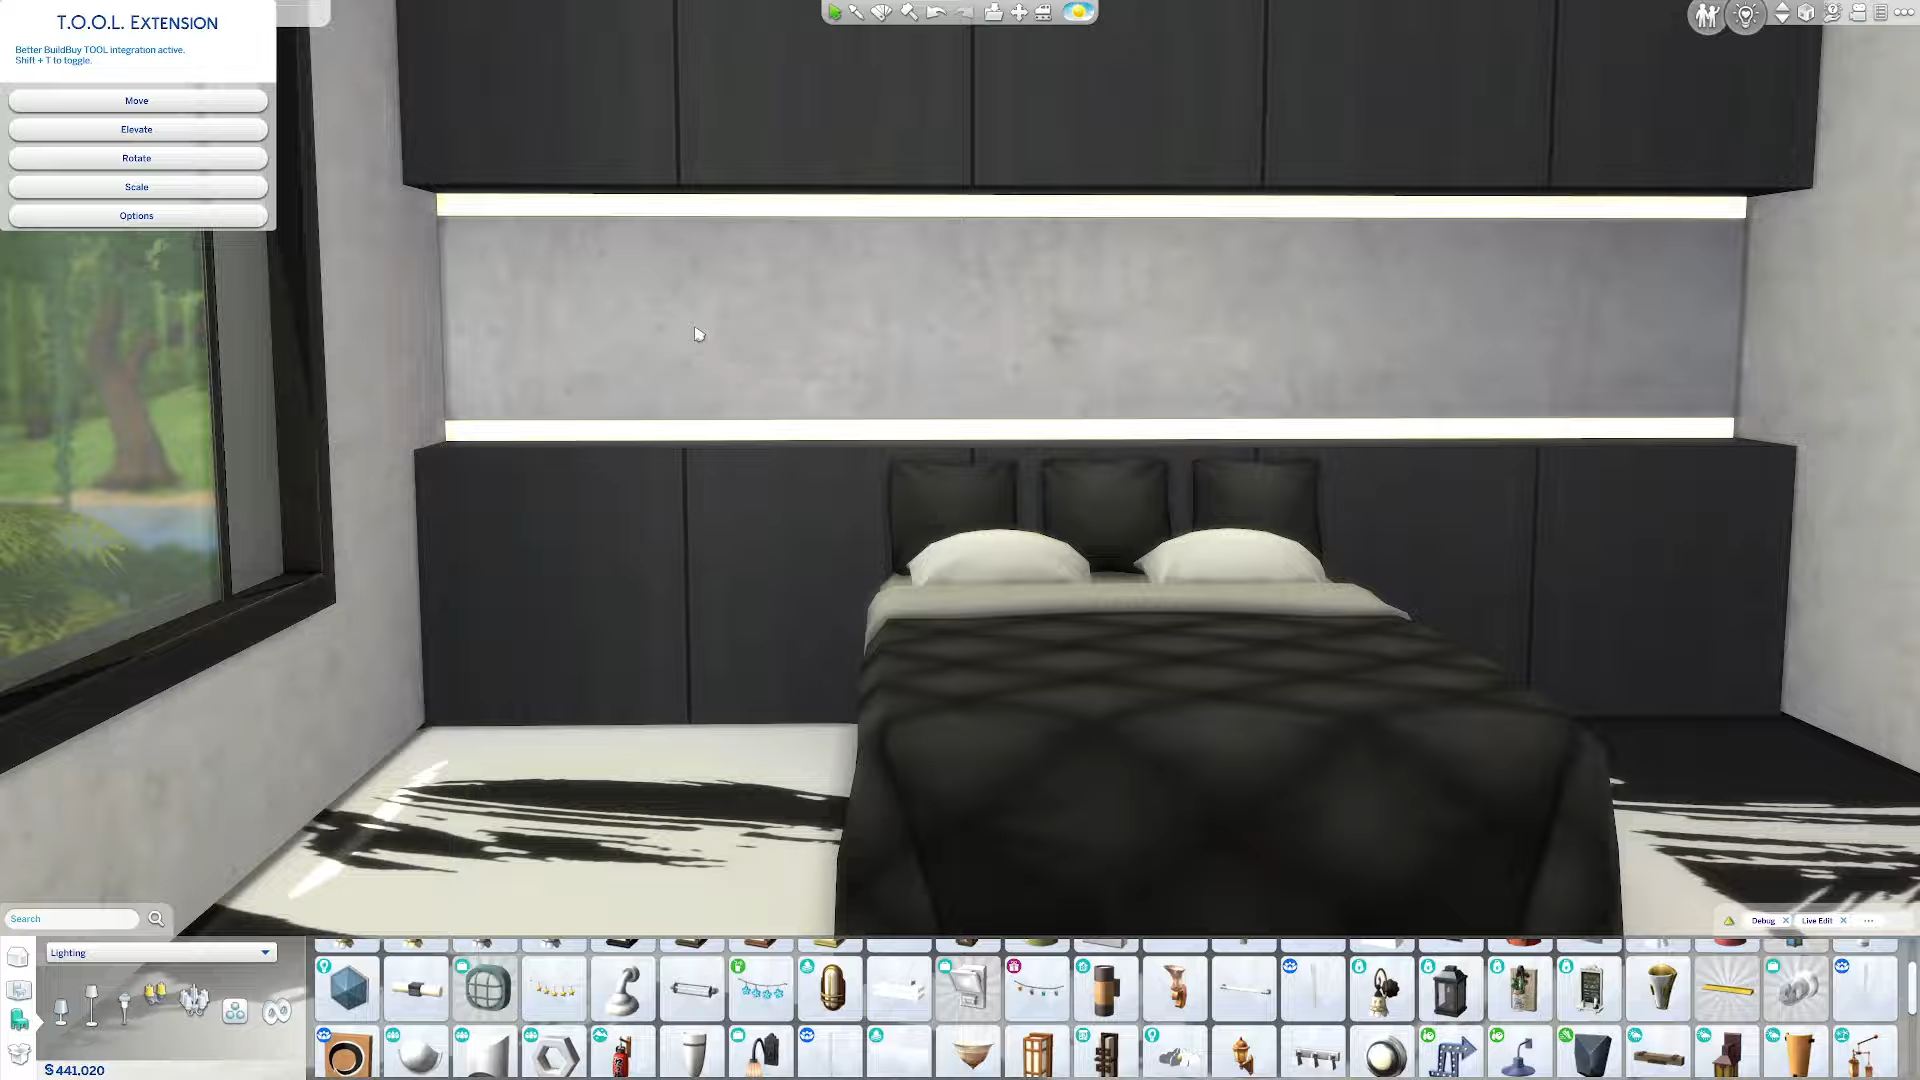 T.O.O.L. Extension
Better BuildBuy TOOL integration active.
Shift + T to toggle.
Move
Elevate
Rotate
Scale
Options
Search
Debug
Live Edit
Lighting
§441,020